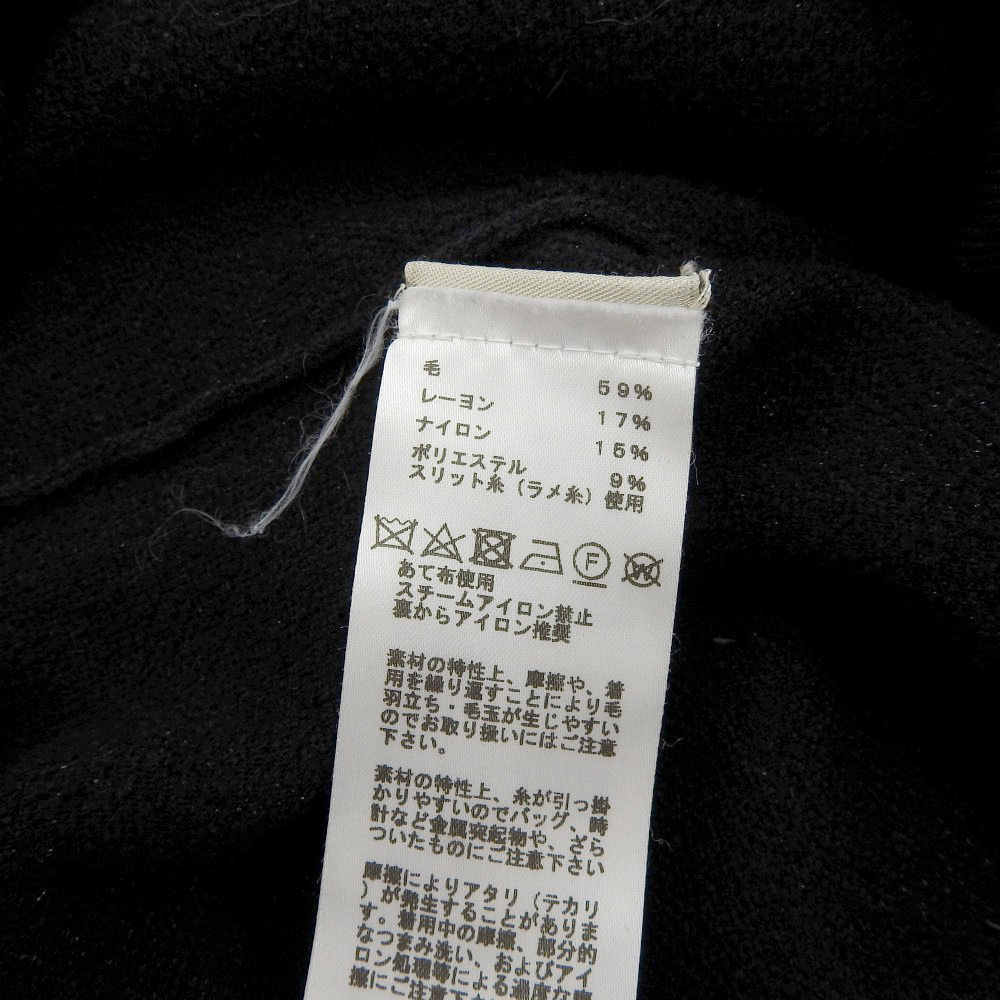 毛 59%
レーヨン 17%
ナイロン 15%
ポリエステル 9%
スリット糸（ラメ糸）使用
F W
あて布使用
スチームアイロン禁止
裏からアイロン推奨
素材の特性上、摩擦や、着
用を繰り返すことにより毛
羽立ち・毛玉が生じやすい
のでお取り扱いにはご注意
下さい。
素材の特性上、糸が引っ掛
かりやすいのでバッグ、時
計など金属突起物や、ざら
ついたものにご注意下さい
摩擦によりアタリ（テカリ
）が発生することがありま
す。着用中の摩擦、部分的
なつまみ洗い、およびアイ
ロン処理等による過度な摩
擦にご注意下さ